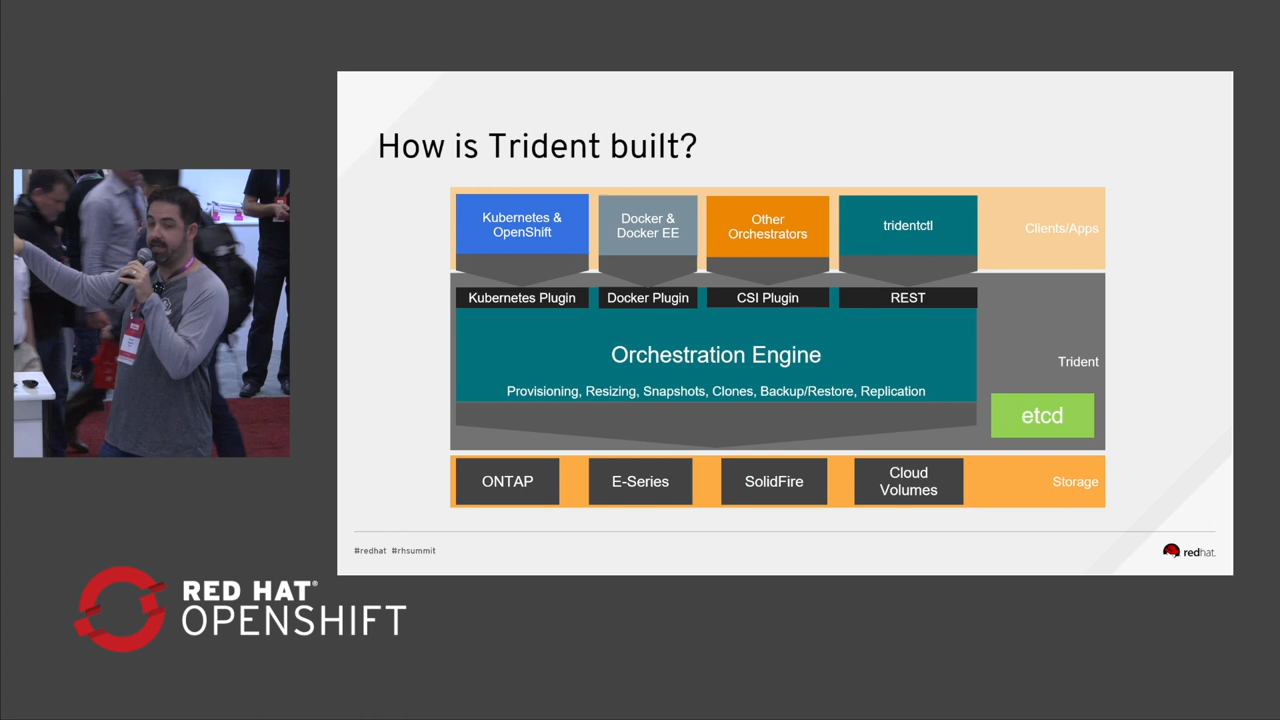 How is Trident built?
Kubernetes &
OpenShift
Docker &
Docker EE
Other
Orchestrators
tridentctl
Clients/Apps
Kubernetes Plugin
Docker Plugin
CSI Plugin
REST
Orchestration Engine
Provisioning, Resizing, Snapshots, Clones, Backup/Restore, Replication
Trident
etcd
ONTAP
E-Series
SolidFire
Cloud
Volumes
Storage
#redhat #rhsummit
redhat.
RED HAT®
OPENSHIFT